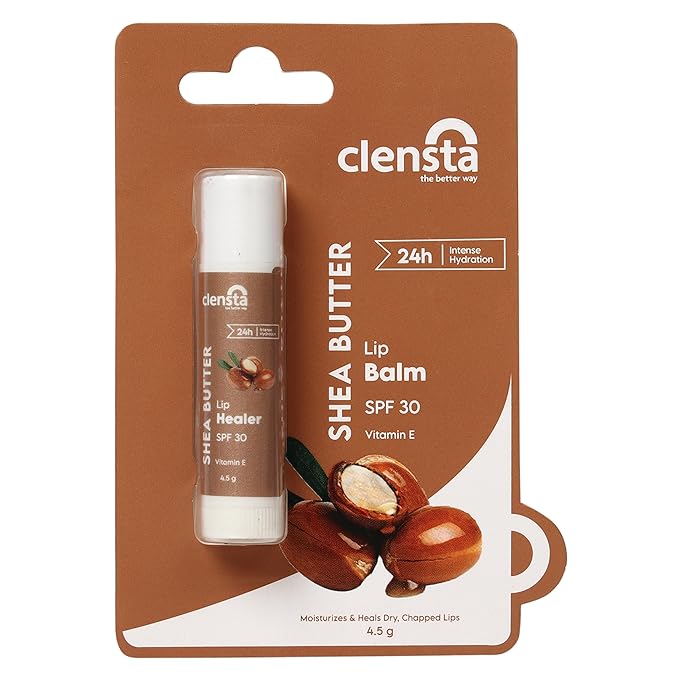 clensta
the better way
24h
Intense
Hydration
SHEA BUTTER
Lip
Balm
SPF 30
Vitamin E
clensta
the better way
24h
Intense
Hydration
SHEA BUTTER
Lip
Healer
SPF 30
Vitamin E
4.5 g
Moisturizes & Heals Dry, Chapped Lips
4.5 g